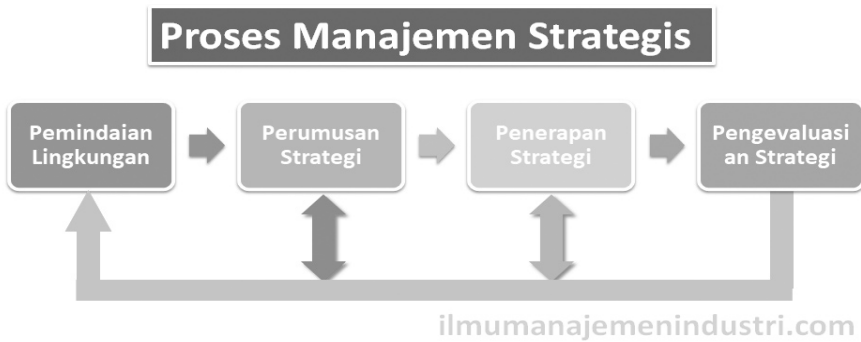 Proses Manajemen Strategis
Pemindaian
Lingkungan
Perumusan
Strategi
Penerapan
Strategi
Pengevaluasi
an Strategi
ilmumanajemenindustri.com